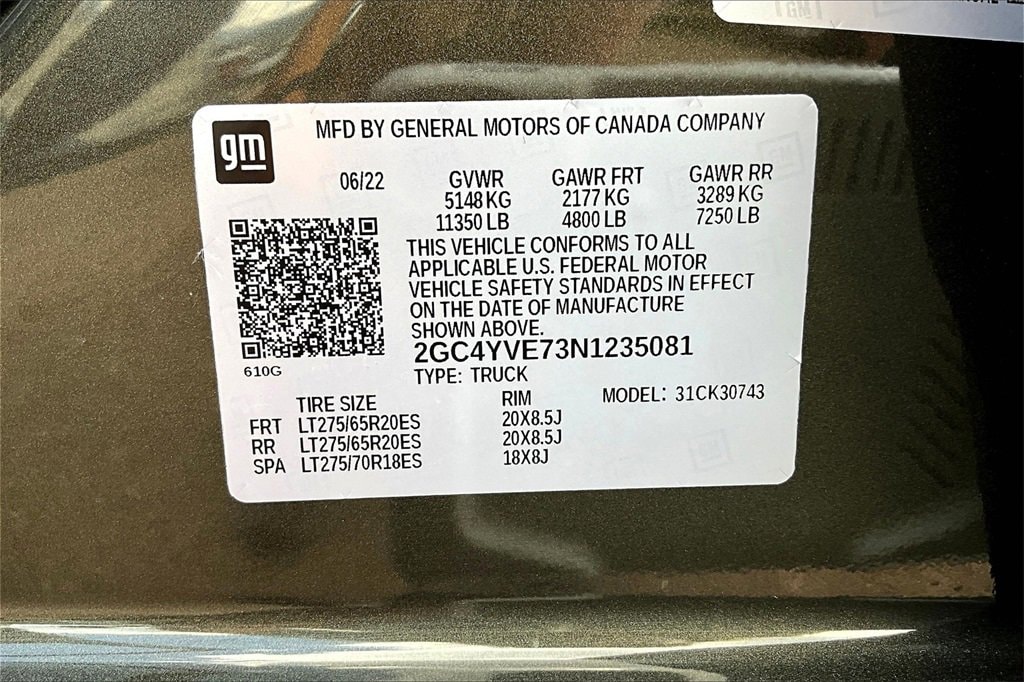 gm
MFD BY GENERAL MOTORS OF CANADA COMPANY
06/22 GVWR GAWR FRT GAWR RR
5148 KG 2177 KG 3289 KG
11350 LB 4800 LB 7250 LB
THIS VEHICLE CONFORMS TO ALL
APPLICABLE U.S. FEDERAL MOTOR
VEHICLE SAFETY STANDARDS IN EFFECT
ON THE DATE OF MANUFACTURE
SHOWN ABOVE.
2GC4YVE73N1235081
610G
TYPE: TRUCK
TIRE SIZE RIM MODEL: 31CK30743
FRT LT275/65R20ES 20X8.5J
RR LT275/65R20ES 20X8.5J
SPA LT275/70R18ES 18X8J